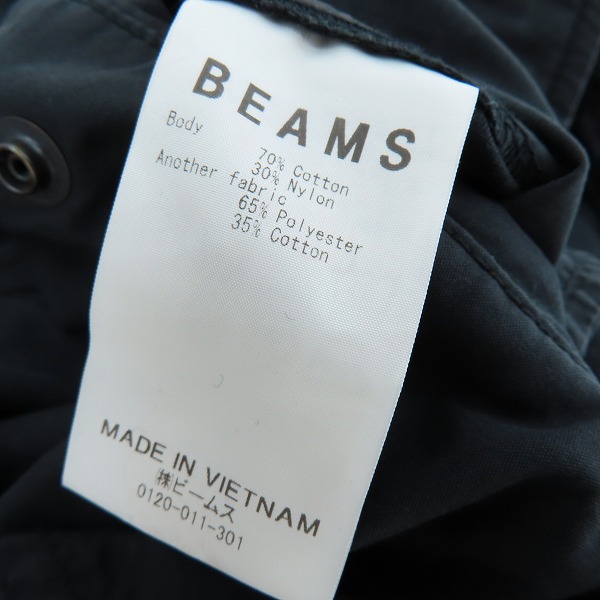 BEAMS
Body
70% Cotton
30% Nylon
Another fabric
65% Polyester
35% Cotton
MADE IN VIETNAM
㈱ビームス
0120-011-301